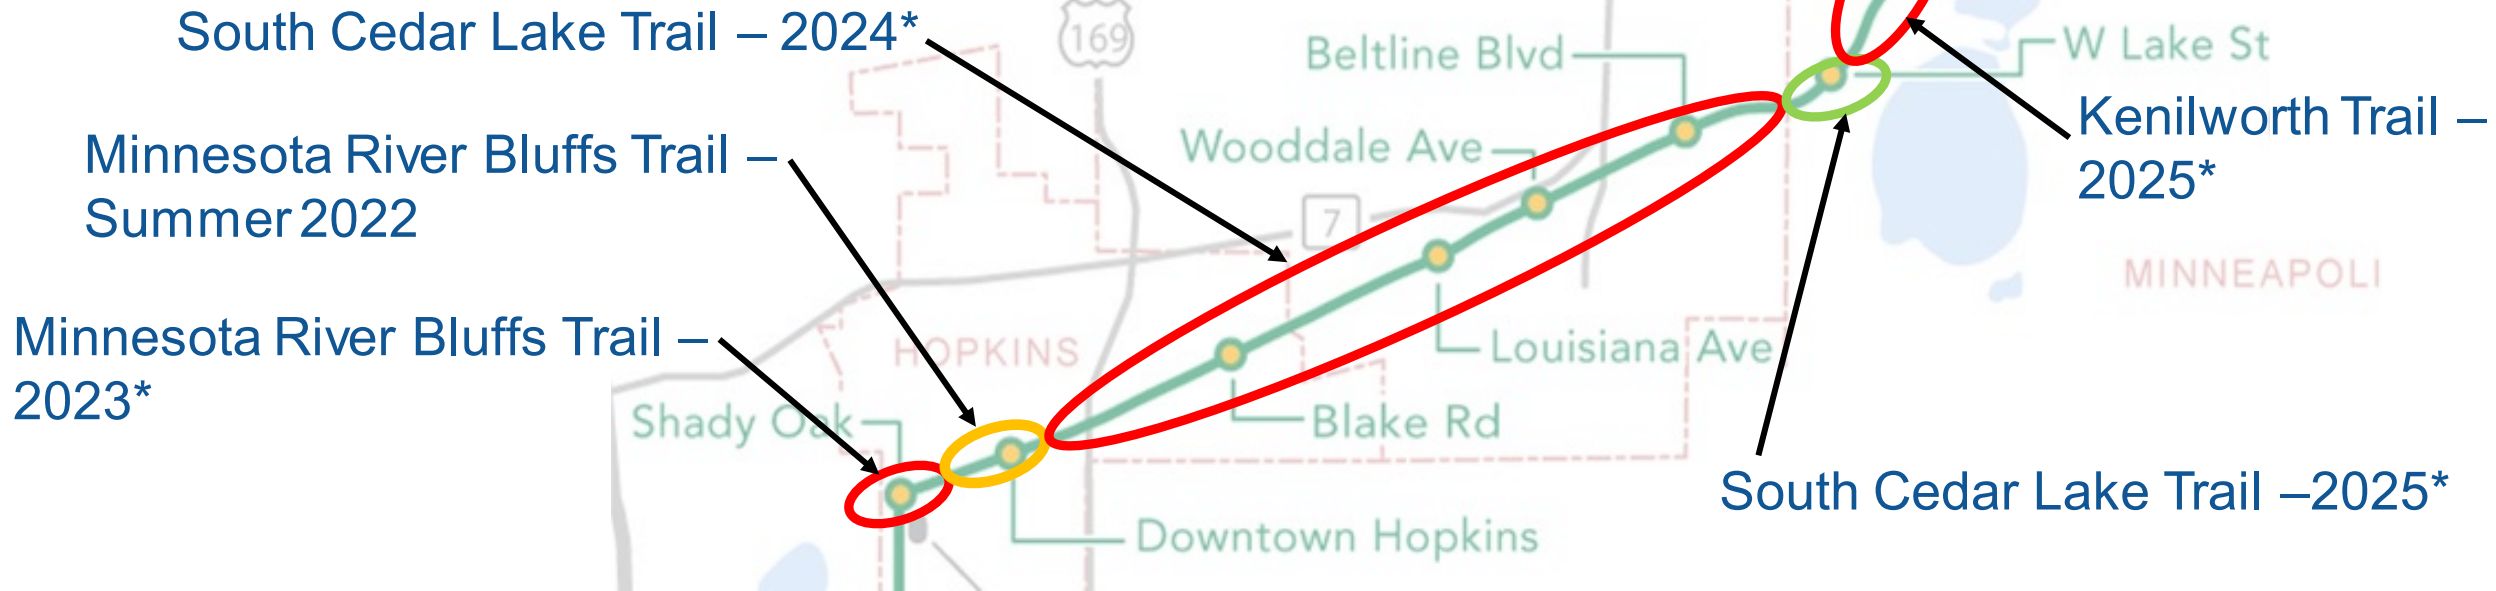 South Cedar Lake Trail – 2024*
169
Beltline Blvd
W Lake St
Kenilworth Trail –
2025*
Minnesota River Bluffs Trail –
Summer 2022
Wooddale Ave
7
MINNEAPOLI
Minnesota River Bluffs Trail –
2023*
HOPKINS
Louisiana Ave
Shady Oak
Blake Rd
South Cedar Lake Trail –2025*
Downtown Hopkins